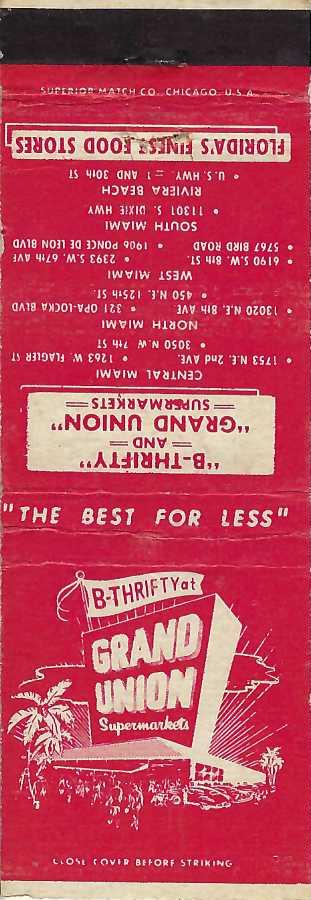 SUPERIOR MATCH CO. CHICAGO U.S.A.
"B-THRIFTY"
AND
"GRAND UNION"
SUPERMARKETS
CENTRAL MIAMI
1753 N.E. 2nd AVE. • 1263 W. FLAGLER ST •
3050 N.W. 7th ST
NORTH MIAMI
13020 N.E. 8th AVE • 321 OPA-LOCKA BLVD •
450 N.E. 125th ST. •
WEST MIAMI
6190 S.W. 8th ST. • 2393 S.W. 67th AVE •
5767 BIRD ROAD • 1906 PONCE DE LEON BLVD •
SOUTH MIAMI
11301 S. DIXIE HWY •
RIVIERA BEACH
U.S. HWY. #1 AND 30th ST •
FLORIDA'S FINEST FOOD STORES
"THE BEST FOR LESS"
B-THRIFTY at
GRAND
UNION
Supermarkets
CLOSE COVER BEFORE STRIKING